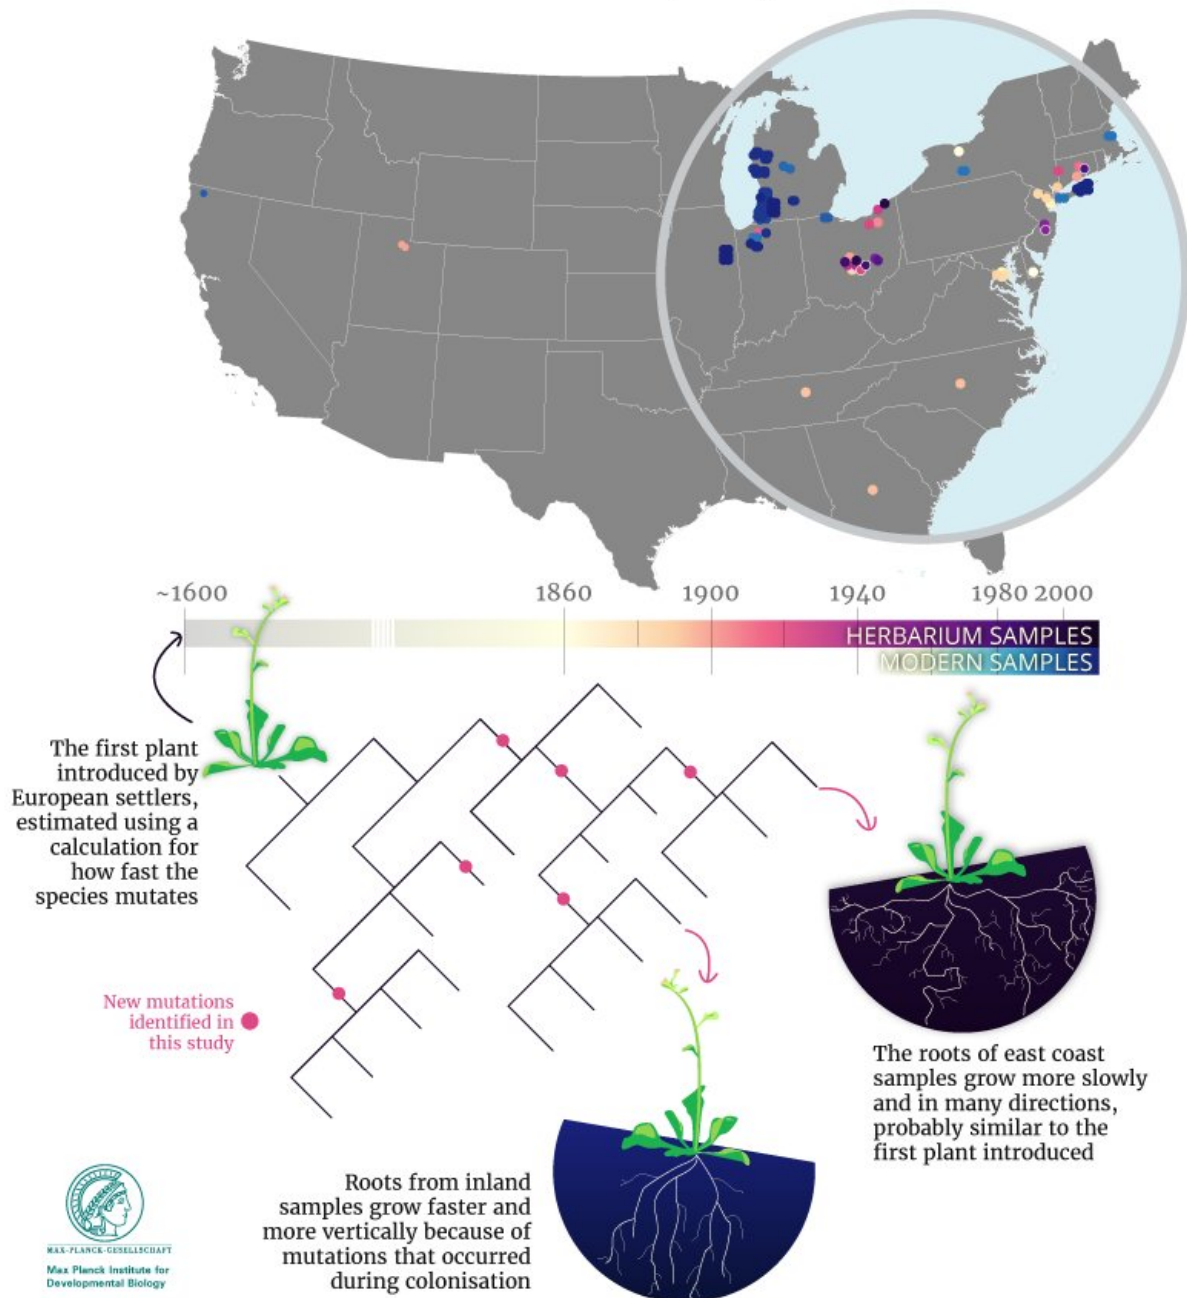 ~1600
1860
1900
1940
1980
2000
HERBARIUM SAMPLES
MODERN SAMPLES
The first plant
introduced by
European settlers,
estimated using a
calculation for
how fast the
species mutates
New mutations
identified in
this study
The roots of east coast
samples grow more slowly
and in many directions,
probably similar to the
first plant introduced
Roots from inland
samples grow faster and
more vertically because of
mutations that occurred
during colonisation
MAX-PLANCK-GESELLSCHAFT
Max Planck Institute for
Developmental Biology